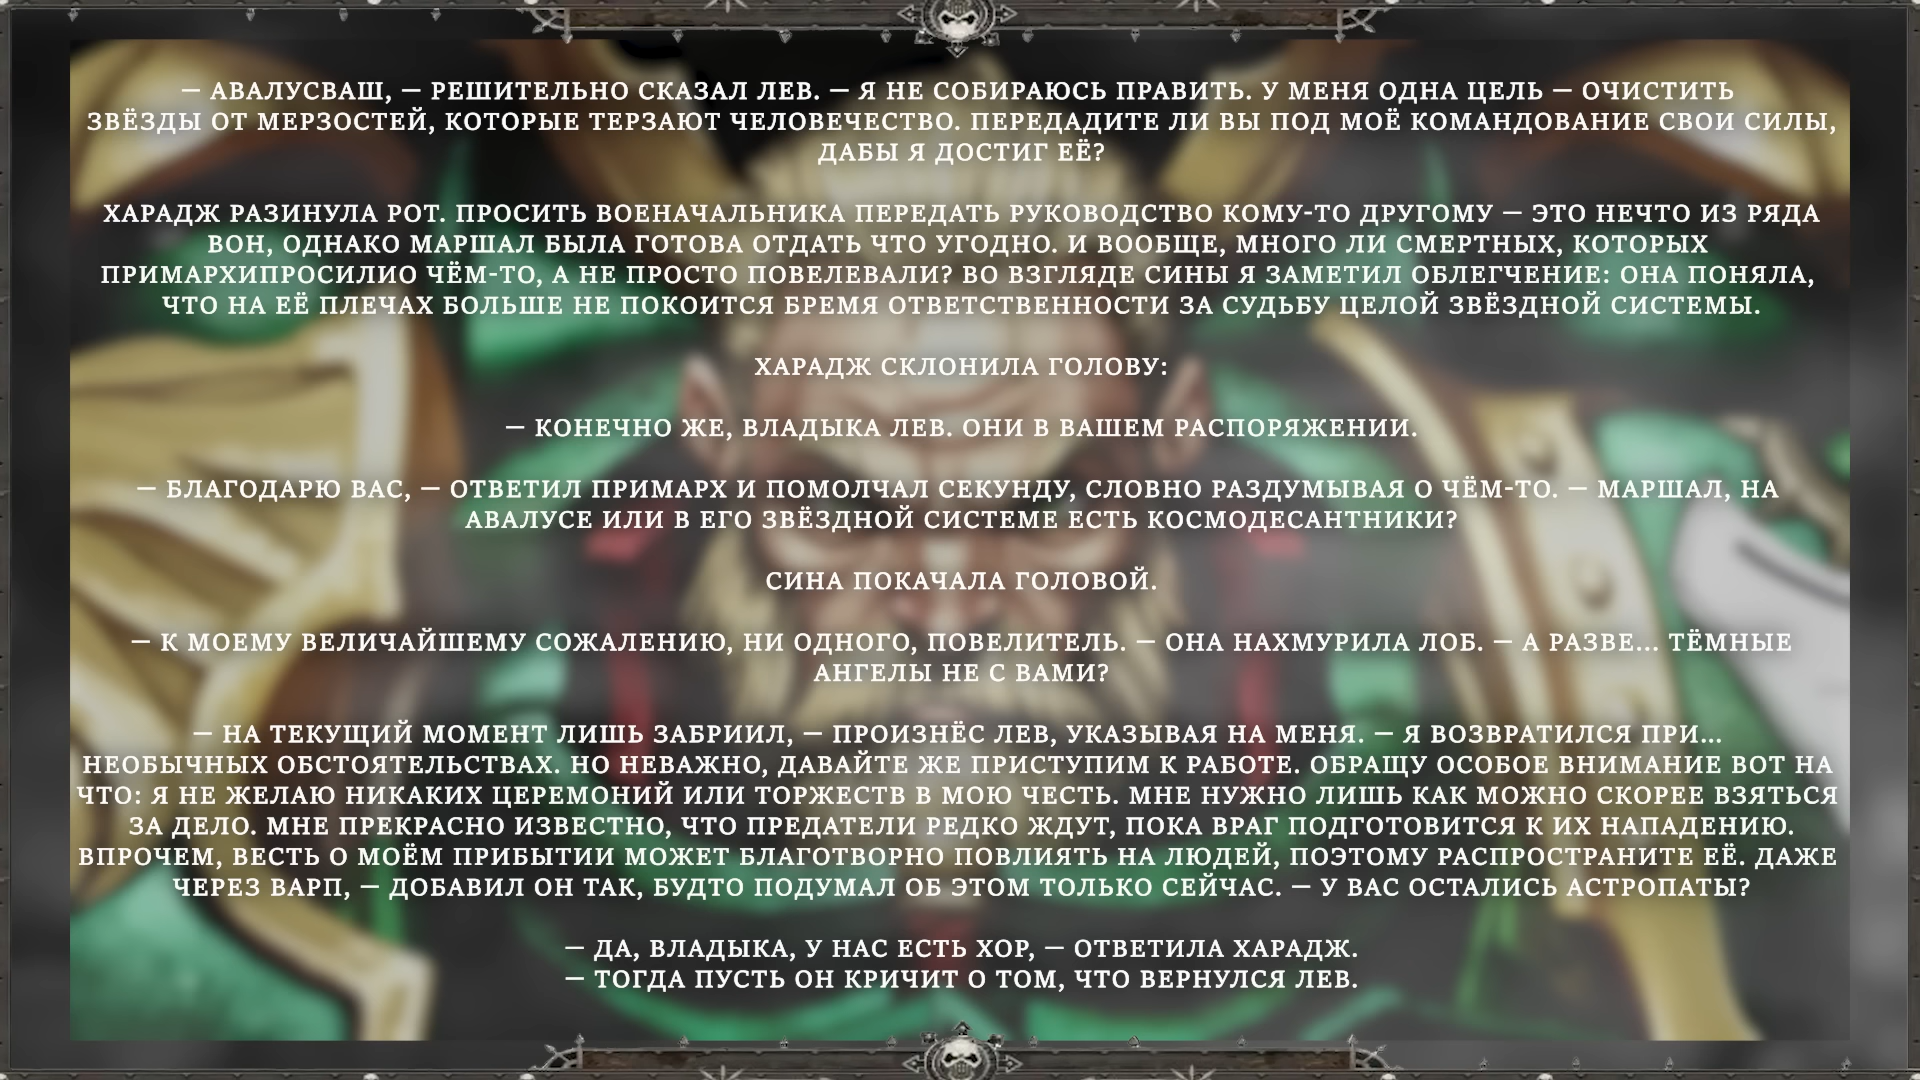 — АВАЛУСВАШ, — РЕШИТЕЛЬНО СКАЗАЛ ЛЕВ. — Я НЕ СОБИРАЮСЬ ПРАВИТЬ. У МЕНЯ ОДНА ЦЕЛЬ — ОЧИСТИТЬ
ЗВЁЗДЫ ОТ МЕРЗОСТЕЙ, КОТОРЫЕ ТЕРЗАЮТ ЧЕЛОВЕЧЕСТВО. ПЕРЕДАДИТЕ ЛИ ВЫ ПОД МОЁ КОМАНДОВАНИЕ СВОИ СИЛЫ,
ДАБЫ Я ДОСТИГ ЕЁ?
ХАРАДЖ РАЗИНУЛА РОТ. ПРОСИТЬ ВОЕНАЧАЛЬНИКА ПЕРЕДАТЬ РУКОВОДСТВО КОМУ-ТО ДРУГОМУ — ЭТО НЕЧТО ИЗ РЯДА
ВОН, ОДНАКО МАРШАЛ БЫЛА ГОТОВА ОТДАТЬ ЧТО УГОДНО. И ВООБЩЕ, МНОГО ЛИ СМЕРТНЫХ, КОТОРЫХ
ПРИМАРХИПРОСИЛИО ЧЁМ-ТО, А НЕ ПРОСТО ПОВЕЛЕВАЛИ? ВО ВЗГЛЯДЕ СИНЫ Я ЗАМЕТИЛ ОБЛЕГЧЕНИЕ: ОНА ПОНЯЛА,
ЧТО НА ЕЁ ПЛЕЧАХ БОЛЬШЕ НЕ ПОКОИТСЯ БРЕМЯ ОТВЕТСТВЕННОСТИ ЗА СУДЬБУ ЦЕЛОЙ ЗВЁЗДНОЙ СИСТЕМЫ.
ХАРАДЖ СКЛОНИЛА ГОЛОВУ:
— КОНЕЧНО ЖЕ, ВЛАДЫКА ЛЕВ. ОНИ В ВАШЕМ РАСПОРЯЖЕНИИ.
— БЛАГОДАРЮ ВАС, — ОТВЕТИЛ ПРИМАРХ И ПОМОЛЧАЛ СЕКУНДУ, СЛОВНО РАЗДУМЫВАЯ О ЧЁМ-ТО. — МАРШАЛ, НА
АВАЛУСЕ ИЛИ В ЕГО ЗВЁЗДНОЙ СИСТЕМЕ ЕСТЬ КОСМОДЕСАНТНИКИ?
СИНА ПОКАЧАЛА ГОЛОВОЙ.
— К МОЕМУ ВЕЛИЧАЙШЕМУ СОЖАЛЕНИЮ, НИ ОДНОГО, ПОВЕЛИТЕЛЬ. — ОНА НАХМУРИЛА ЛОБ. — А РАЗВЕ... ТЁМНЫЕ
АНГЕЛЫ НЕ С ВАМИ?
— НА ТЕКУЩИЙ МОМЕНТ ЛИШЬ ЗАБРИИЛ, — ПРОИЗНЁС ЛЕВ, УКАЗЫВАЯ НА МЕНЯ. — Я ВОЗВРАТИЛСЯ ПРИ...
НЕОБЫЧНЫХ ОБСТОЯТЕЛЬСТВАХ. НО НЕВАЖНО, ДАВАЙТЕ ЖЕ ПРИСТУПИМ К РАБОТЕ. ОБРАЩУ ОСОБОЕ ВНИМАНИЕ ВОТ НА
ЧТО: Я НЕ ЖЕЛАЮ НИКАКИХ ЦЕРЕМОНИЙ ИЛИ ТОРЖЕСТВ В МОЮ ЧЕСТЬ. МНЕ НУЖНО ЛИШЬ КАК МОЖНО СКОРЕЕ ВЗЯТЬСЯ
ЗА ДЕЛО. МНЕ ПРЕКРАСНО ИЗВЕСТНО, ЧТО ПРЕДАТЕЛИ РЕДКО ЖДУТ, ПОКА ВРАГ ПОДГОТОВИТСЯ К ИХ НАПАДЕНИЮ.
ВПРОЧЕМ, ВЕСТЬ О МОЁМ ПРИБЫТИИ МОЖЕТ БЛАГОТВОРНО ПОВЛИЯТЬ НА ЛЮДЕЙ, ПОЭТОМУ РАСПРОСТРАНИТЕ ЕЁ. ДАЖЕ
ЧЕРЕЗ ВАРП, — ДОБАВИЛ ОН ТАК, БУДТО ПОДУМАЛ ОБ ЭТОМ ТОЛЬКО СЕЙЧАС. — У ВАС ОСТАЛИСЬ АСТРОПАТЫ?
— ДА, ВЛАДЫКА, У НАС ЕСТЬ ХОР, — ОТВЕТИЛА ХАРАДЖ.
— ТОГДА ПУСТЬ ОН КРИЧИТ О ТОМ, ЧТО ВЕРНУЛСЯ ЛЕВ.